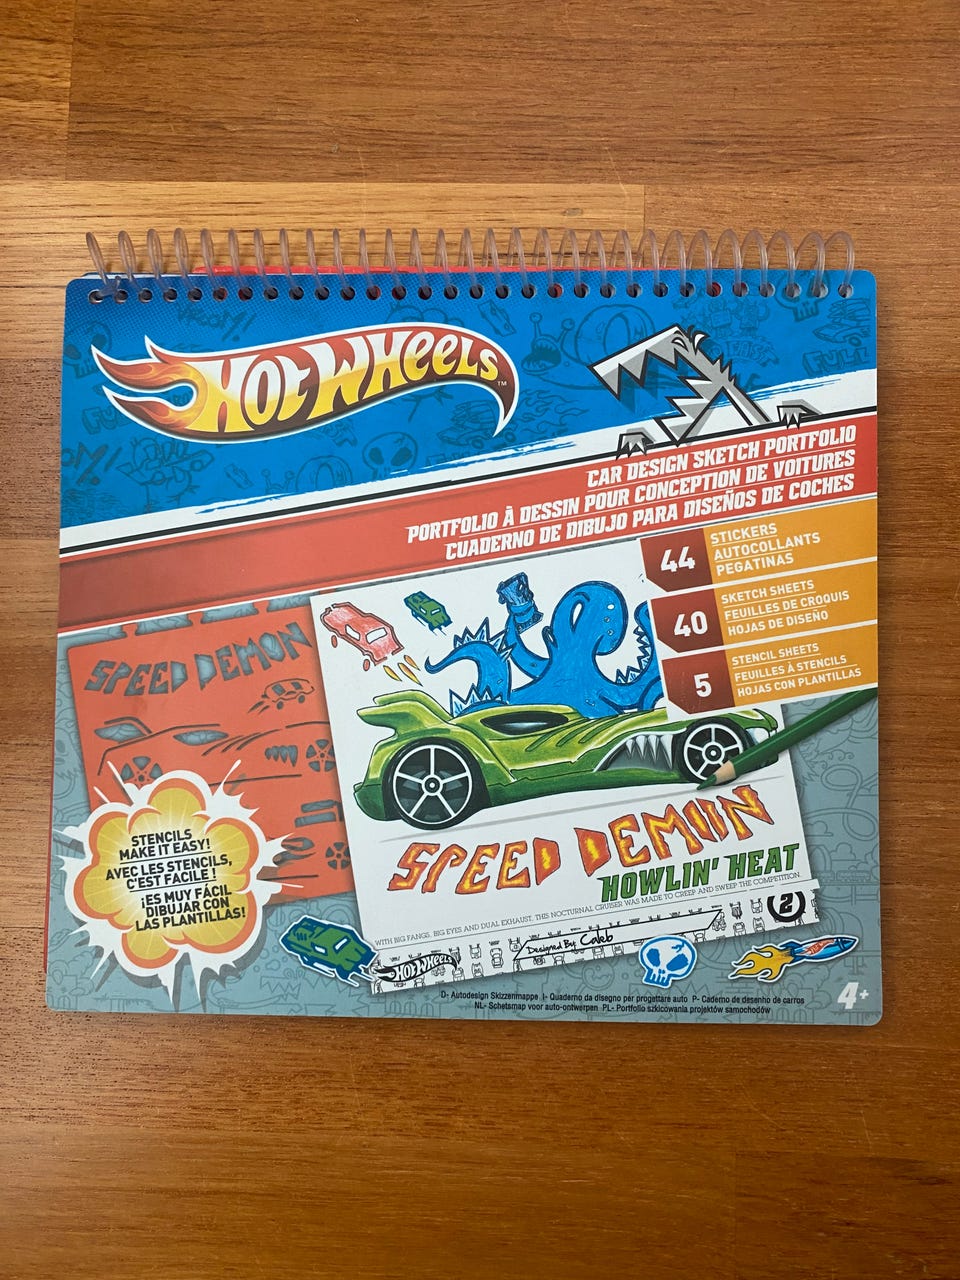 HOT WHEELS™
CAR DESIGN SKETCH PORTFOLIO
PORTFOLIO À DESSIN POUR CONCEPTION DE VOITURES
CUADERNO DE DIBUJO PARA DISEÑOS DE COCHES
44
STICKERS
AUTOCOLLANTS
PEGATINAS
40
SKETCH SHEETS
FEUILLES DE CROQUIS
HOJAS DE DISEÑO
5
STENCIL SHEETS
FEUILLES À STENCILS
HOJAS CON PLANTILLAS
SPEED DEMON
STENCILS
MAKE IT EASY!
AVEC LES STENCILS,
C'EST FACILE !
¡ES MUY FÁCIL
DIBUJAR CON
LAS PLANTILLAS!
SPEED DEMON
HOWLIN' HEAT
WITH BIG FANGS, BIG EYES AND DUAL EXHAUST, THIS NOCTURNAL CRUISER WAS MADE TO CREEP AND SWEEP THE COMPETITION.
2
HOT WHEELS
Designed By Caleb
D- Autodesign Skizzenmappe I- Quaderno da disegno per progettare auto P- Caderno de desenho de carros
NL- Schetsmap voor auto-ontwerpen PL- Portfolio szkicowania projektów samochodów
4+